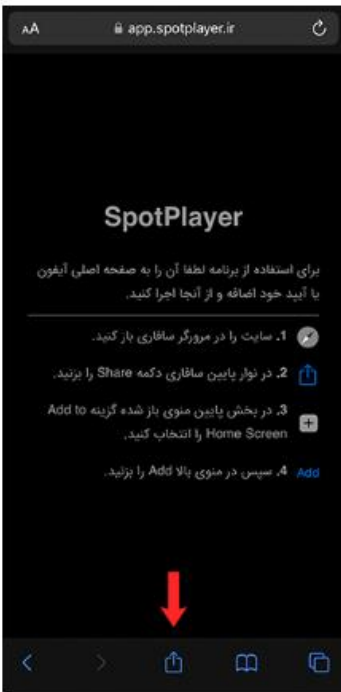 AA app.spotplayer.ir
SpotPlayer
برای استفاده از برنامه لطفا آن را به صفحه اصلی آیفون
یا آیپد خود اضافه و از آنجا اجرا کنید.
1. سایت را در مرورگر سافاری باز کنید.
2. در نوار پایین سافاری دکمه Share را بزنید.
3. در بخش پایین منوی باز شده گزینه Add to
Home Screen را انتخاب کنید.
Add 4. سپس در منوی بالا Add را بزنید.